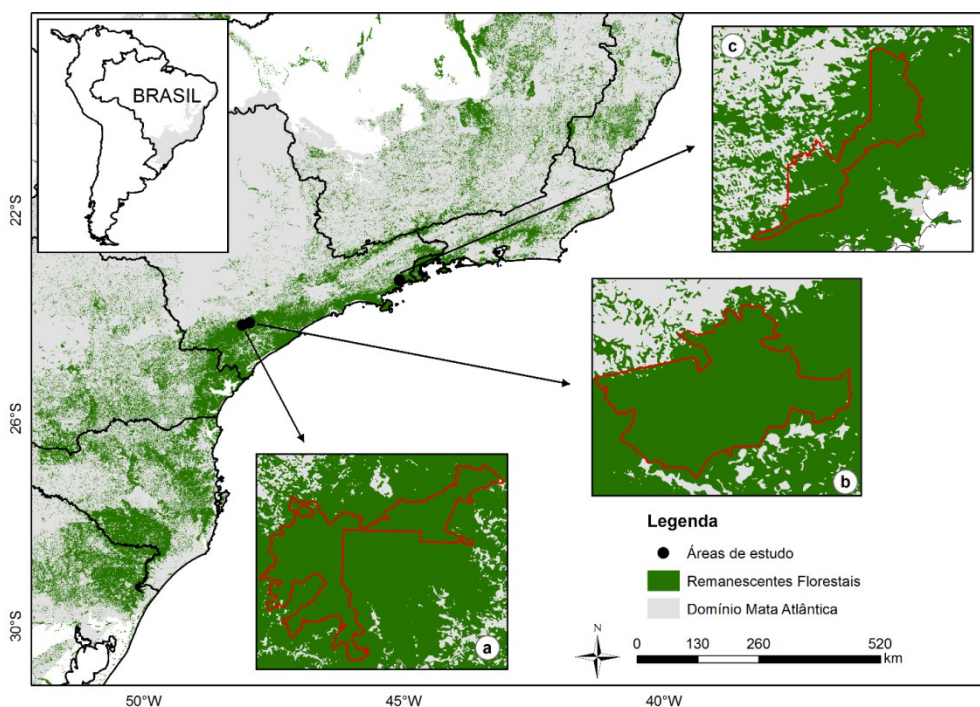 BRASIL
c
22°S
26°S
30°S
b
a
Legenda
Áreas de estudo
Remanescentes Florestais
Domínio Mata Atlântica
N
0 130 260 520
km
50°W 45°W 40°W